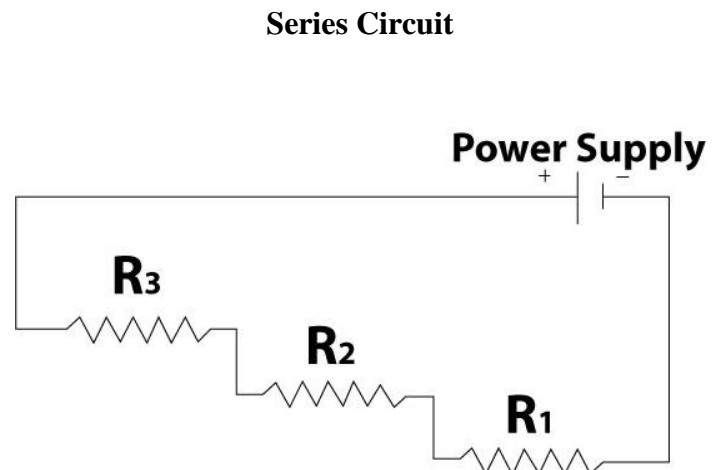 Series Circuit
Power Supply
+ −
R3
R2
R1